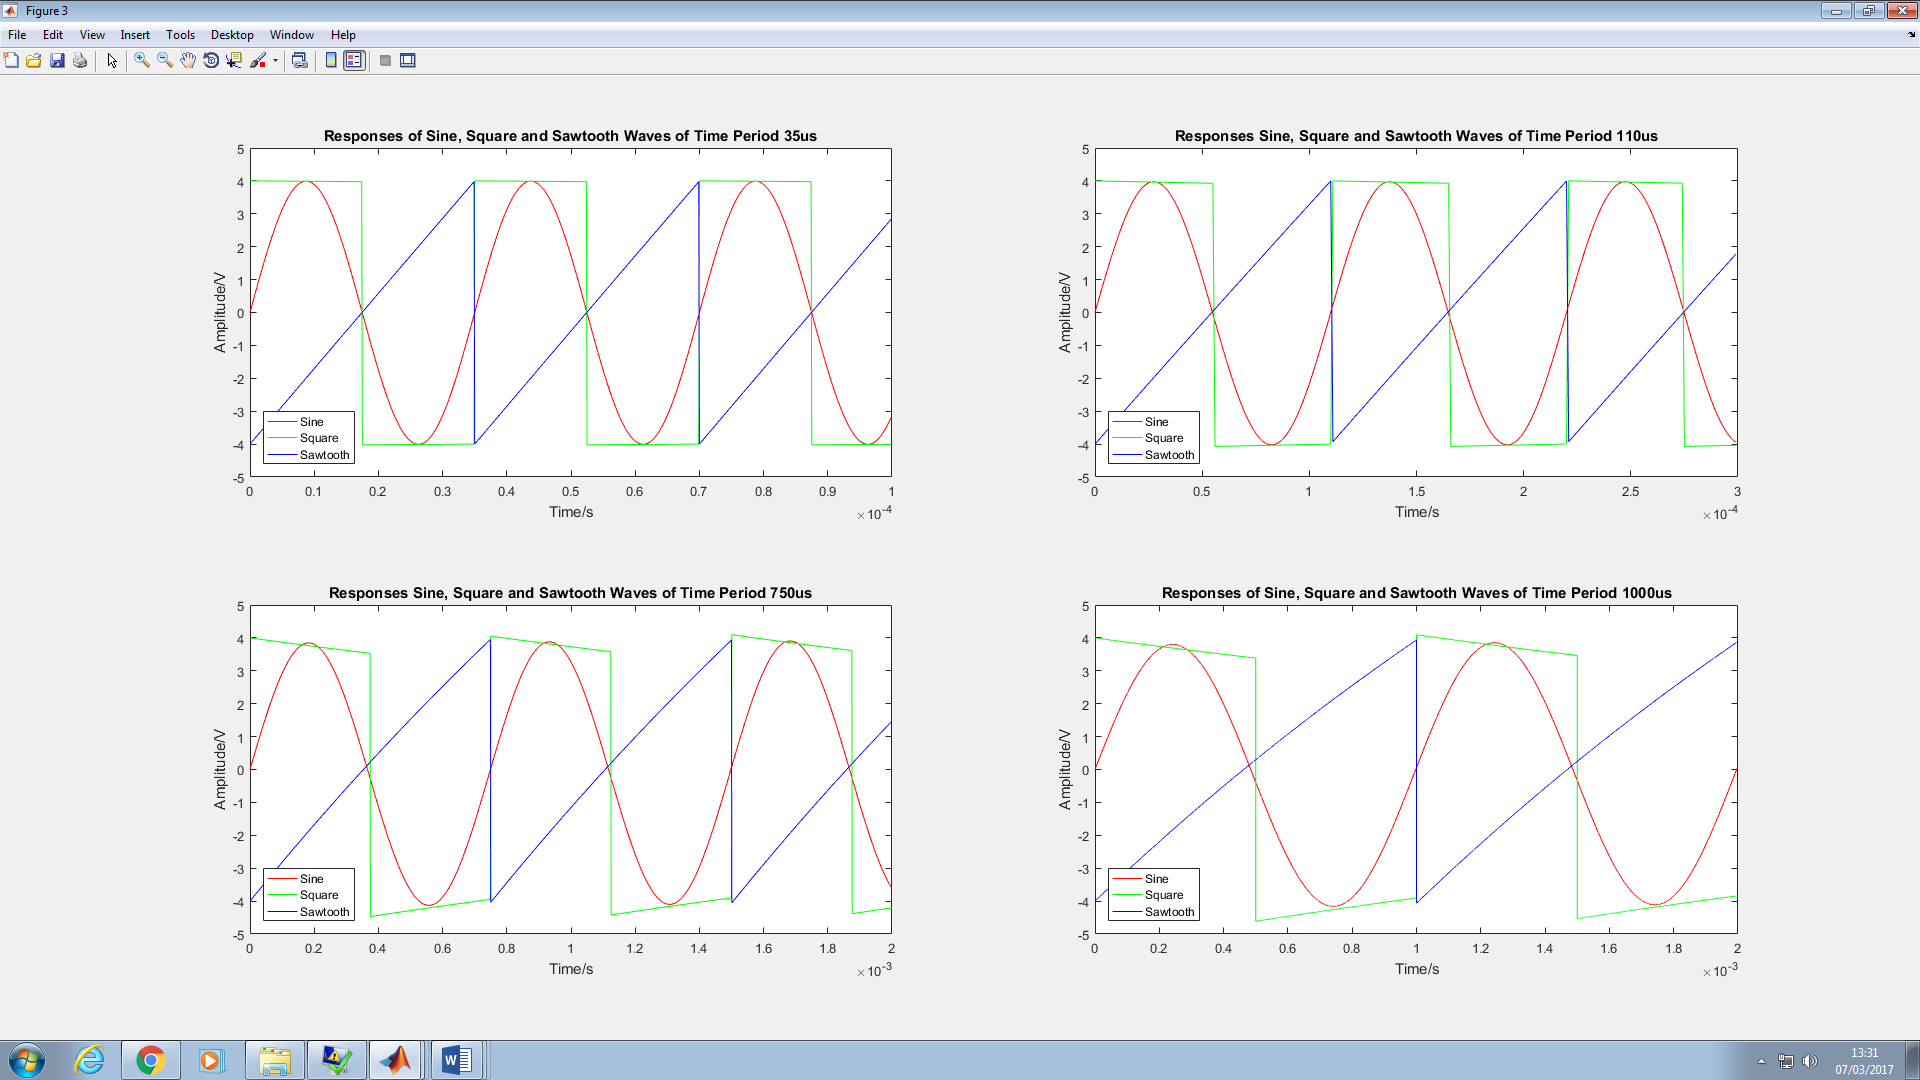 Figure 3
File Edit View Insert Tools Desktop Window Help
Responses of Sine, Square and Sawtooth Waves of Time Period 35us
5
4
3
2
1
0
-1
-2
-3
-4
-5
Amplitude/V
Sine
Square
Sawtooth
0 0.1 0.2 0.3 0.4 0.5 0.6 0.7 0.8 0.9 1
Time/s
×10-4
Responses Sine, Square and Sawtooth Waves of Time Period 110us
5
4
3
2
1
0
-1
-2
-3
-4
-5
Amplitude/V
Sine
Square
Sawtooth
0 0.5 1 1.5 2 2.5 3
Time/s
×10-4
Responses Sine, Square and Sawtooth Waves of Time Period 750us
5
4
3
2
1
0
-1
-2
-3
-4
-5
Amplitude/V
Sine
Square
Sawtooth
0 0.2 0.4 0.6 0.8 1 1.2 1.4 1.6 1.8 2
Time/s
×10-3
Responses of Sine, Square and Sawtooth Waves of Time Period 1000us
5
4
3
2
1
0
-1
-2
-3
-4
-5
Amplitude/V
Sine
Square
Sawtooth
0 0.2 0.4 0.6 0.8 1 1.2 1.4 1.6 1.8 2
Time/s
×10-3
W
13:31
07/03/2017